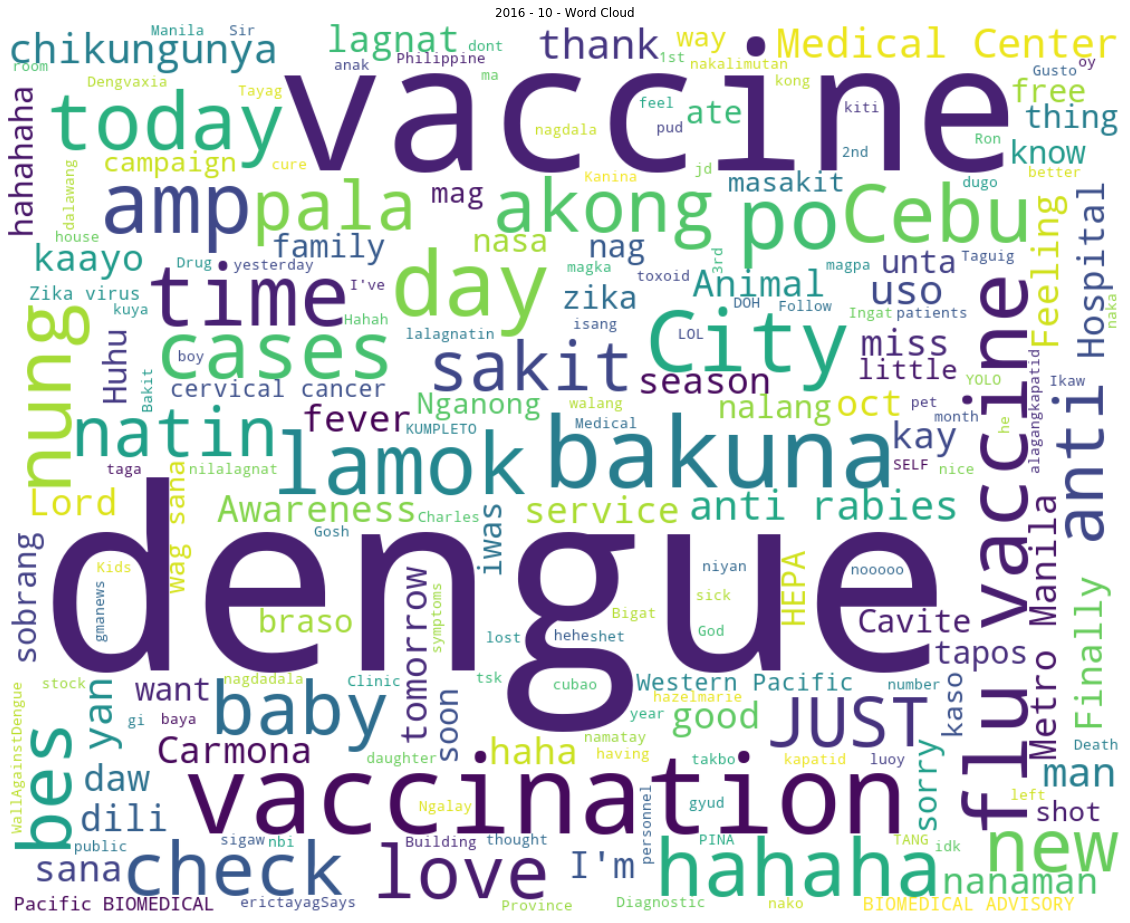 2016 - 10 - Word Cloud
Manila
Sir
chikungunya
lagnat
dont
thank
way
Medical Center
room
anak
Philippine
1st
nakalimutan
oy
Dengvaxia
Tayag
ma
kong
Gusto
free
hahahaha
today
vaccine
feel
ate
kiti
thing
nagdala
pud
Ron
campaign
cure
2nd
know
jd
better
dalawang
amp
pala
mag
akong
Kanina
masakit
po
dugo
Cebu
house
family
nasa
nag
3rd
kaayo
Drug
yesterday
day
magka
toxoid
Animal
magpa
unta
Taguig
Feeling
Hospital
Zika virus
I've
zika
DOH
Follow
uso
naka
kuya
time
Hahah
lalagnatin
isang
City
LOL
Ingat
patients
nung
Huhu
boy
cases
sakit
miss
Bakit
cervical cancer
season
little
YOLO
Ikaw
fever
Nganong
walang
nalang
oct
pet
month
he
alagangkapatid
natin
KUMPLETO
Medical
kay
SELF
nice
anti
taga
nilalagnat
lamok
bakuna
flu vaccine
Lord
wag sana
Awareness
Charles
iwas
service
anti rabies
Gosh
sobrang
dengue
Kids
gmanews
niyan
nooooo
HEPA
sick
Metro Manila
Finally
braso
tomorrow
symptoms
Bigat
God
Cavite
lost
hehe
shet
tapos
stock
nagdadala
Clinic
tsk
cubao
Western Pacific
number
WallAgainstDengue
yan
want
baby
soon
hazelmarie
kaso
gi
baya
year
good
JUST
bes
Carmona
haha
namatay
Death
daughter
having
takbo
kapatid
luoy
sorry
man
daw
vaccination
left
dili
Ngalay
gyud
shot
public
sigaw
nbi
Building
thought
personnel
PINA
TANG
idk
new
sana
check
love
I'm
hahaha
nanaman
Pacific BIOMEDICAL
erictayagSays
Province
Diagnostic
nako
BIOMEDICAL ADVISORY